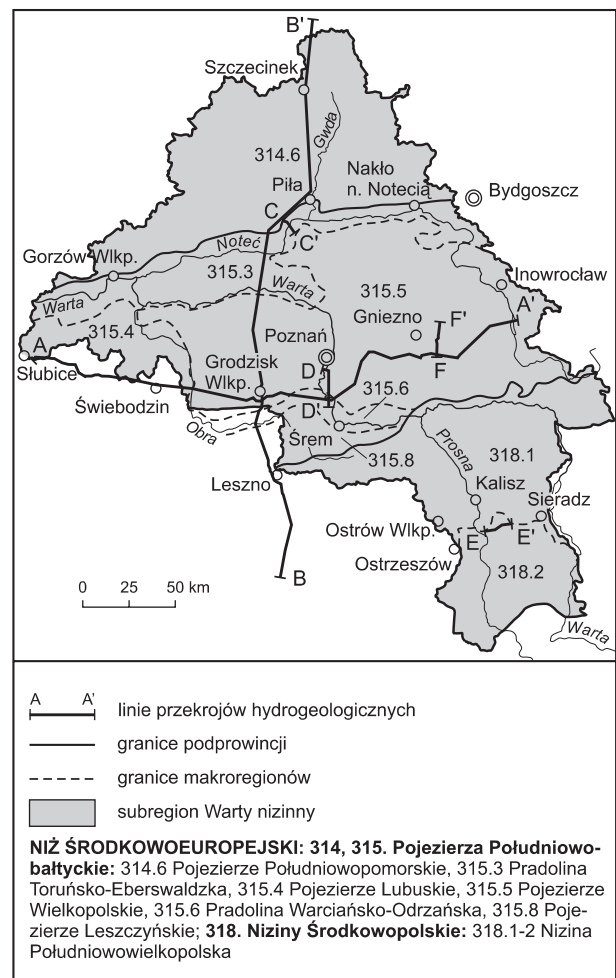 B'
Szczecinek
Gwda
314.6
Nakło
n. Notecią
Piła
Bydgoszcz
C
C'
Noteć
Gorzów Wlkp.
315.3
Inowrocław
Warta
Warta
315.5
A'
Gniezno
F'
315.4
Poznań
A
Słubice
Grodzisk
Wlkp.
D
F
315.6
D'
Świebodzin
Obra
Śrem
315.8
Prosna
318.1
Leszno
Kalisz
Sieradz
Ostrów Wlkp.
E
E'
Ostrzeszów
B
318.2
0 25 50 km
Warta
A A' linie przekrojów hydrogeologicznych
granice podprowincji
granice makroregionów
subregion Warty nizinny
NIŻ ŚRODKOWOEUROPEJSKI: 314, 315. Pojezierza Południowo-
bałtyckie: 314.6 Pojezierze Południowopomorskie, 315.3 Pradolina
Toruńsko-Eberswaldzka, 315.4 Pojezierze Lubuskie, 315.5 Pojezierze
Wielkopolskie, 315.6 Pradolina Warciańsko-Odrzańska, 315.8 Poje-
zierze Leszczyńskie; 318. Niziny Środkowopolskie: 318.1-2 Nizina
Południowowielkopolska